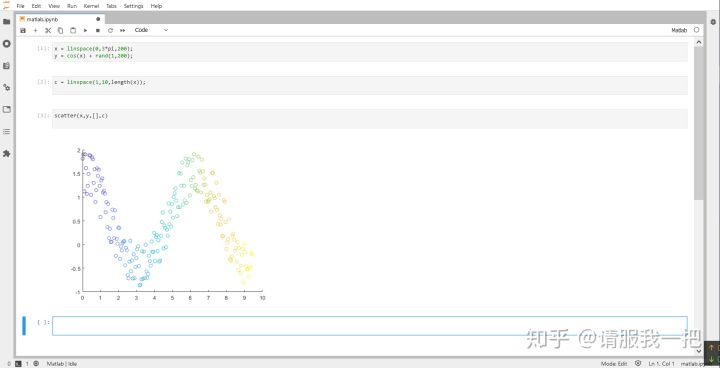 File Edit View Run Kernel Tabs Settings Help
matlab.ipynb
Code
Matlab
[1]: x = linspace(0,3*pi,200);
y = cos(x) + rand(1,200);
[2]: c = linspace(1,10,length(x));
[3]: scatter(x,y,[],c)
2
1.5
1
0.5
0
-0.5
-1
0 1 2 3 4 5 6 7 8 9 10
[ ]:
知乎 @请服我一把
0 1 Matlab | Idle Mode: Edit Ln 1, Col 1 matlab.ipynb